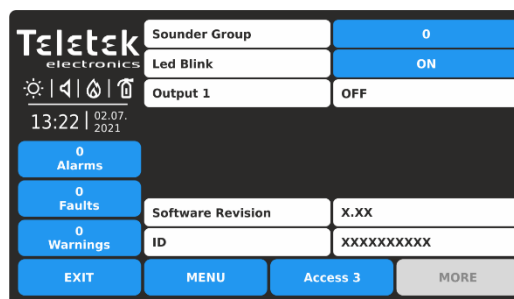 Teletek
electronics
13:22 | 02.07.2021
0
Alarms
0
Faults
0
Warnings
Sounder Group 0
Led Blink ON
Output 1 OFF
Software Revision X.XX
ID XXXXXXXXXX
EXIT MENU Access 3 MORE